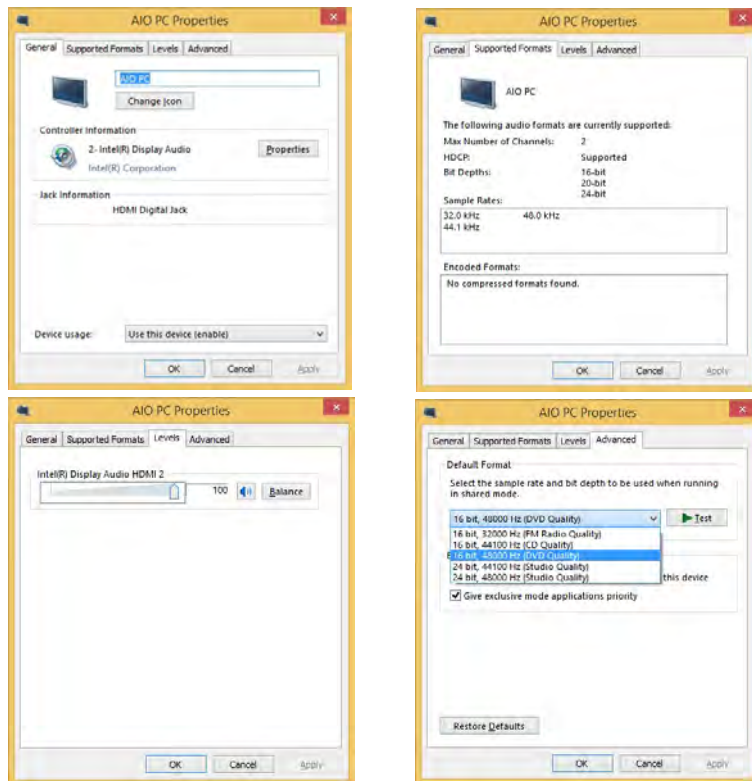 AIO PC Properties
General Supported Formats Levels Advanced
AIO PC
Change Icon
Controller Information
2- Intel(R) Display Audio
Properties
Intel(R) Corporation
Jack Information
HDMI Digital Jack
Device usage:
Use this device (enable)
OK Cancel Apply
AIO PC Properties
General Supported Formats Levels Advanced
AIO PC
The following audio formats are currently supported:
Max Number of Channels: 2
HDCP: Supported
Bit Depths: 16-bit
20-bit
24-bit
Sample Rates:
32.0 kHz 48.0 kHz
44.1 kHz
Encoded Formats:
No compressed formats found.
OK Cancel Apply
AIO PC Properties
General Supported Formats Levels Advanced
Intel(R) Display Audio HDMI 2
100 Balance
OK Cancel Apply
AIO PC Properties
General Supported Formats Levels Advanced
Default Format
Select the sample rate and bit depth to be used when running
in shared mode.
16 bit, 48000 Hz (DVD Quality) Test
16 bit, 32000 Hz (FM Radio Quality)
16 bit, 44100 Hz (CD Quality)
16 bit, 48000 Hz (DVD Quality)
24 bit, 44100 Hz (Studio Quality)
24 bit, 48000 Hz (Studio Quality)
this device
Give exclusive mode applications priority
Restore Defaults
OK Cancel Apply